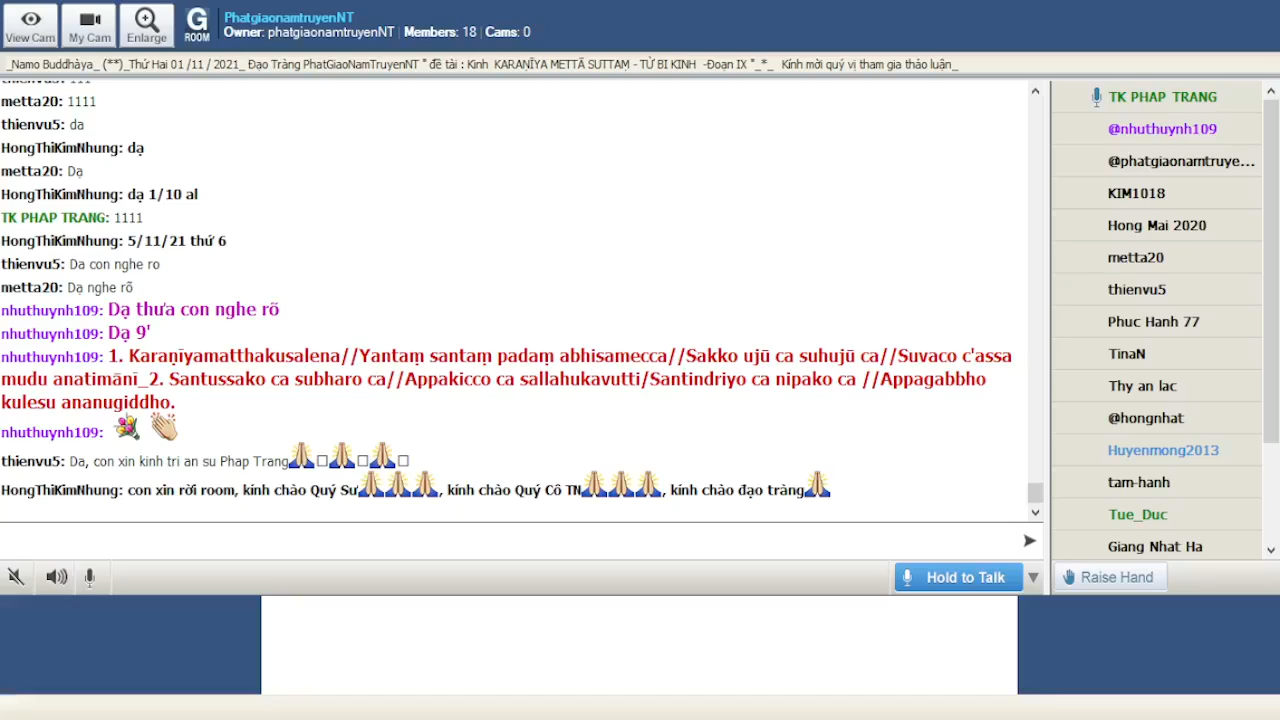 View Cam
My Cam
Enlarge
G
ROOM
PhatgiaonamtruyenNT
Owner: phatgiaonamtruyenNT | Members: 18 | Cams: 0
_Namo Buddhàya_ (**)_Thứ Hai 01 /11 / 2021_ Đạo Tràng PhatGiaoNamTruyenNT " đề tài : Kinh KARAṆĪYA METTĀ SUTTAṂ - TỪ BI KINH -Đoạn IX "_*_ Kính mời quý vị tham gia thảo luận_
metta20: 1111
thienvu5: da
HongThiKimNhung: dạ
metta20: Dạ
HongThiKimNhung: dạ 1/10 al
TK PHAP TRANG: 1111
HongThiKimNhung: 5/11/21 thứ 6
thienvu5: Da con nghe ro
metta20: Dạ nghe rõ
nhuthuynh109: Dạ thưa con nghe rõ
nhuthuynh109: Dạ 9'
nhuthuynh109: 1. Karaṇīyamatthakusalena//Yantaṃ santaṃ padaṃ abhisamecca//Sakko ujū ca suhujū ca//Suvaco c'assa
mudu anatimānī_2. Santussako ca subharo ca//Appakicco ca sallahukavutti/Santindriyo ca nipako ca //Appagabbho
kulesu ananugiddho.
nhuthuynh109:
thienvu5: Da, con xin kinh tri an su Phap Trang
HongThiKimNhung: con xin rời room, kính chào Quý Sư, kính chào Quý Cô TN, kính chào đạo tràng
Hold to Talk
TK PHAP TRANG
@nhuthuynh109
@phatgiaonamtruye...
KIM1018
Hong Mai 2020
metta20
thienvu5
Phuc Hanh 77
TinaN
Thy an lac
@hongnhat
Huyenmong2013
tam-hanh
Tue_Duc
Giang Nhat Ha
Raise Hand